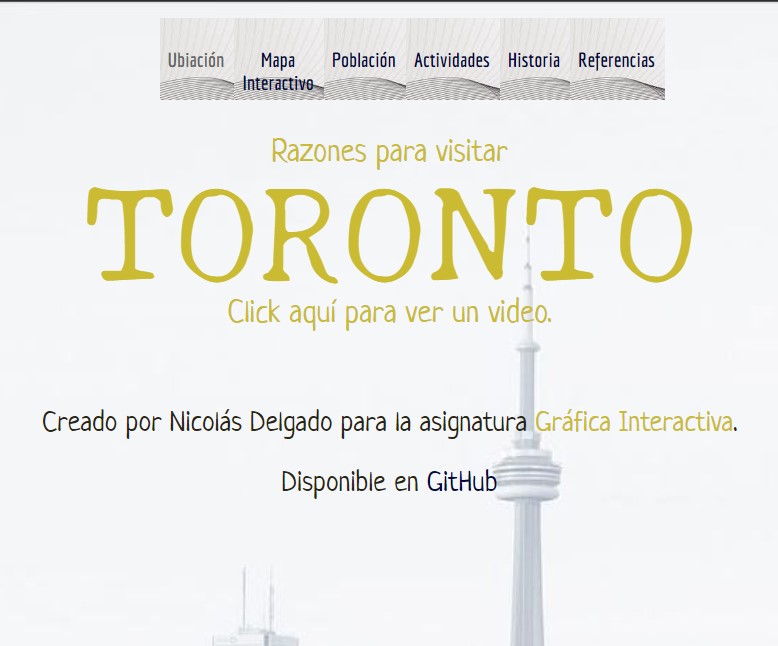 Ubiación Mapa Población Actividades Historia Referencias
Interactivo
Razones para visitar
TORONTO
Click aquí para ver un video.
Creado por Nicolás Delgado para la asignatura Gráfica Interactiva.
Disponible en GitHub